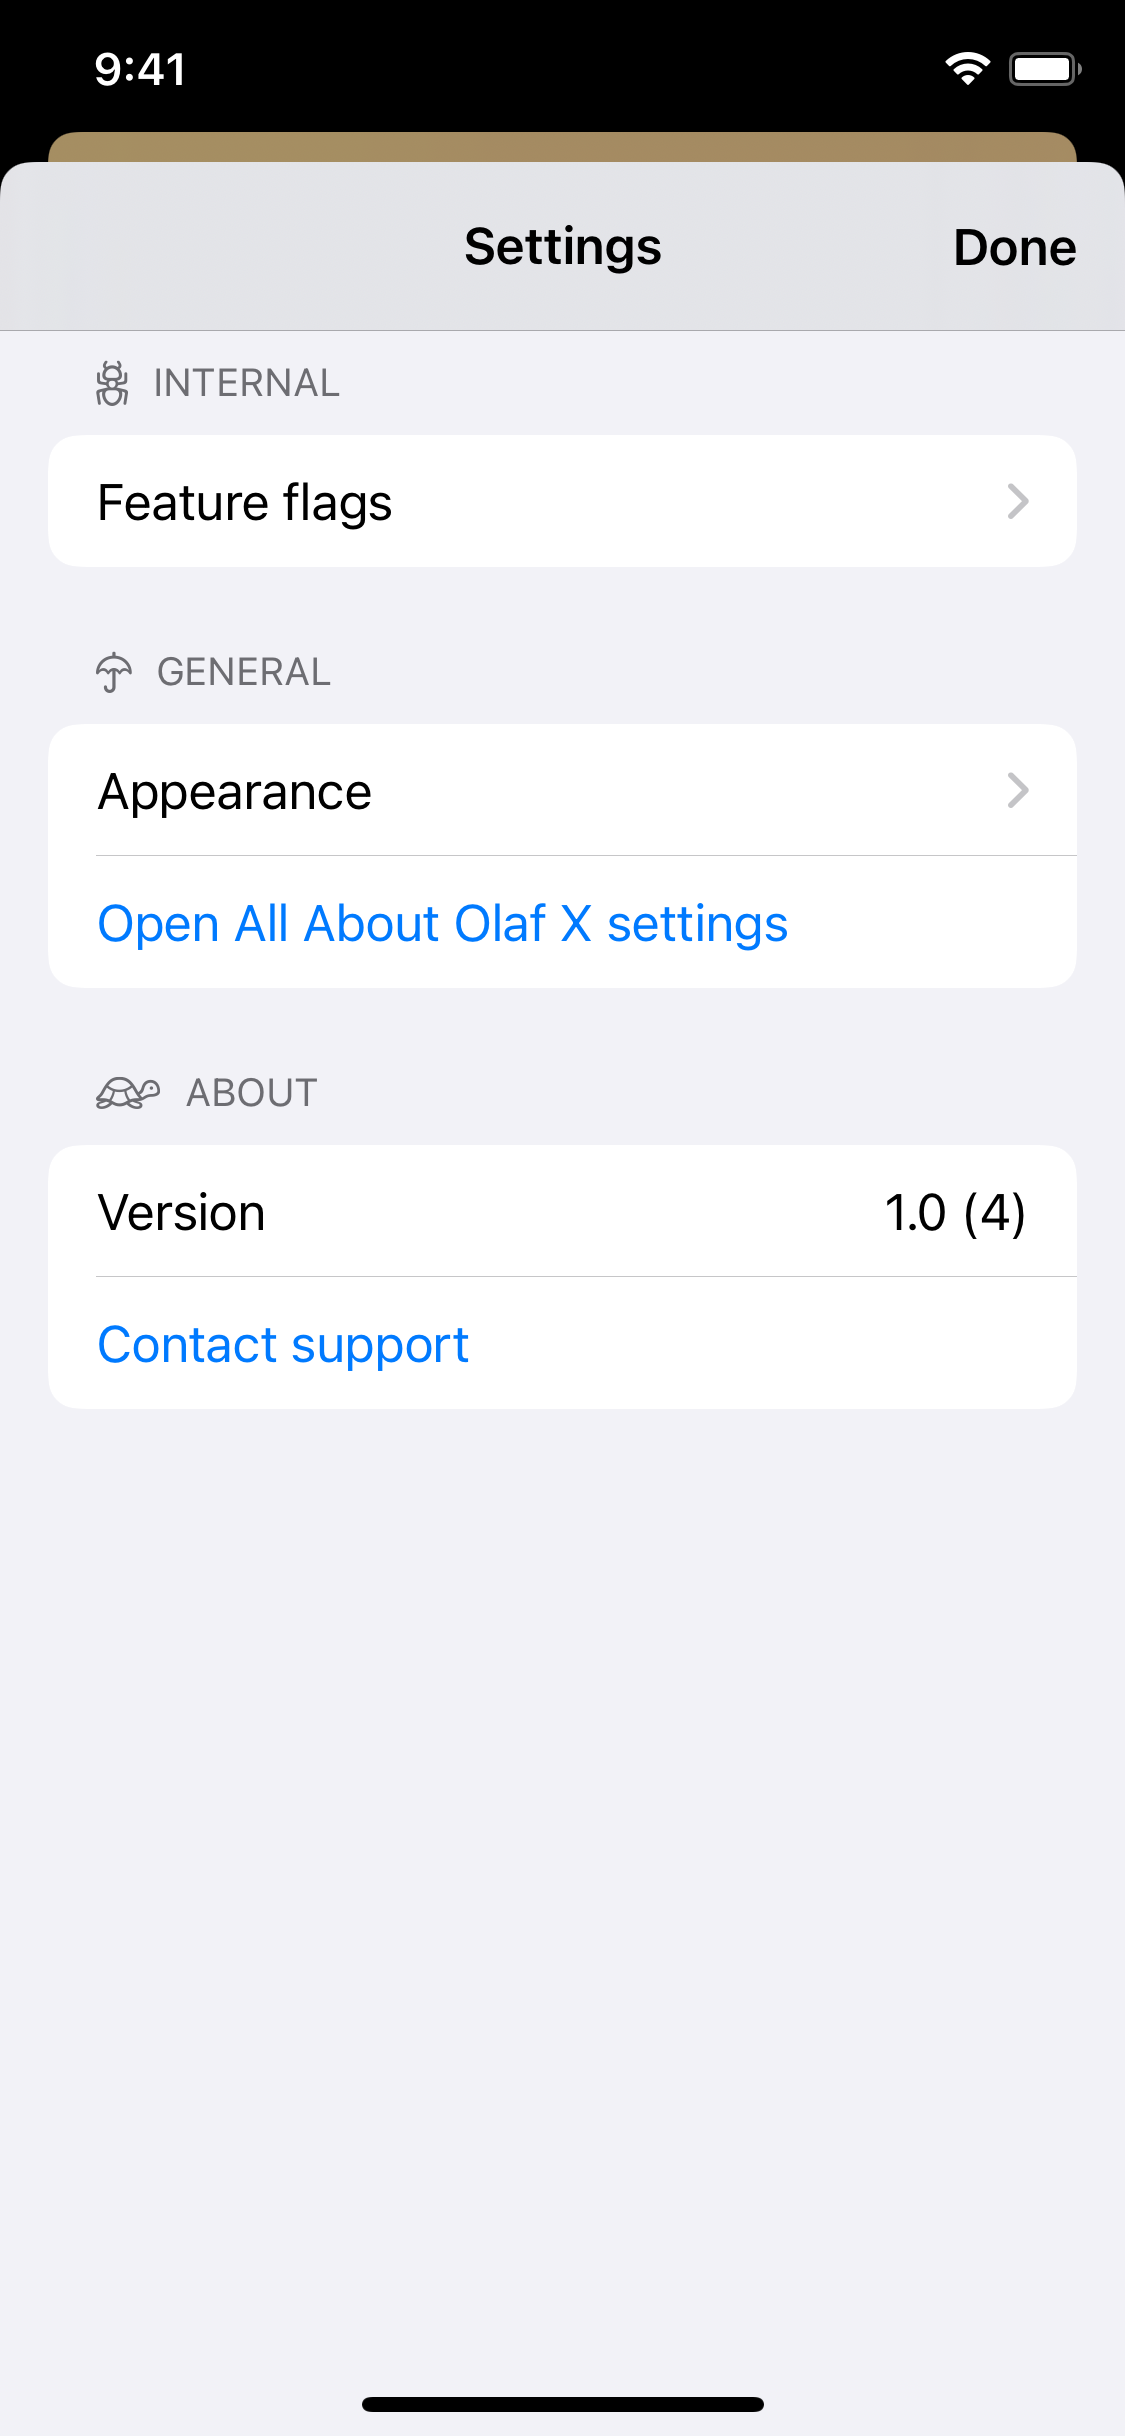 9:41
Settings
Done
INTERNAL
Feature flags
GENERAL
Appearance
Open All About Olaf X settings
ABOUT
Version
1.0 (4)
Contact support